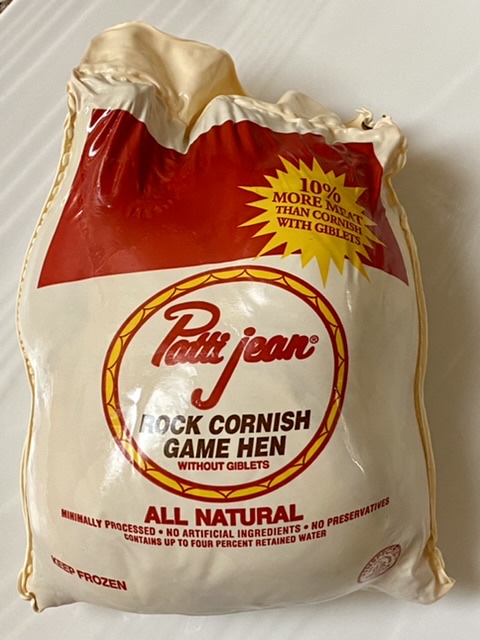 10%
MORE MEAT
THAN CORNISH
WITH GIBLETS
Patti jean®
ROCK CORNISH
GAME HEN
WITHOUT GIBLETS
ALL NATURAL
MINIMALLY PROCESSED • NO ARTIFICIAL INGREDIENTS • NO PRESERVATIVES
CONTAINS UP TO FOUR PERCENT RETAINED WATER
KEEP FROZEN